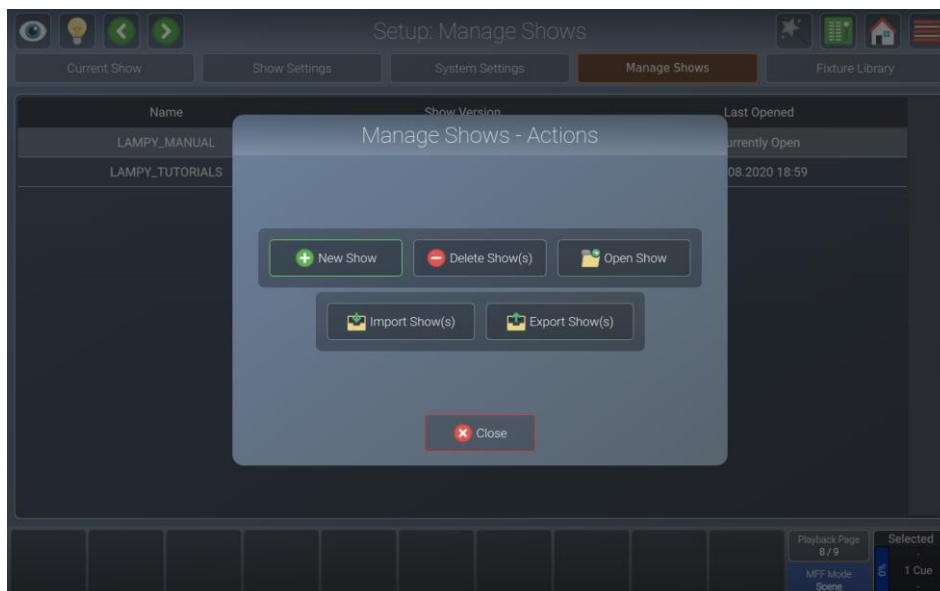 Setup: Manage Shows
Current Show
Show Settings
System Settings
Manage Shows
Fixture Library
Name
Show Version
Last Opened
LAMPY_MANUAL
urrently Open
LAMPY_TUTORIALS
08.2020 18:59
Manage Shows - Actions
New Show
Delete Show(s)
Open Show
Import Show(s)
Export Show(s)
Close
Playback Page
8 / 9
MFF Mode
Scene
0%
Selected
-
1 Cue
-